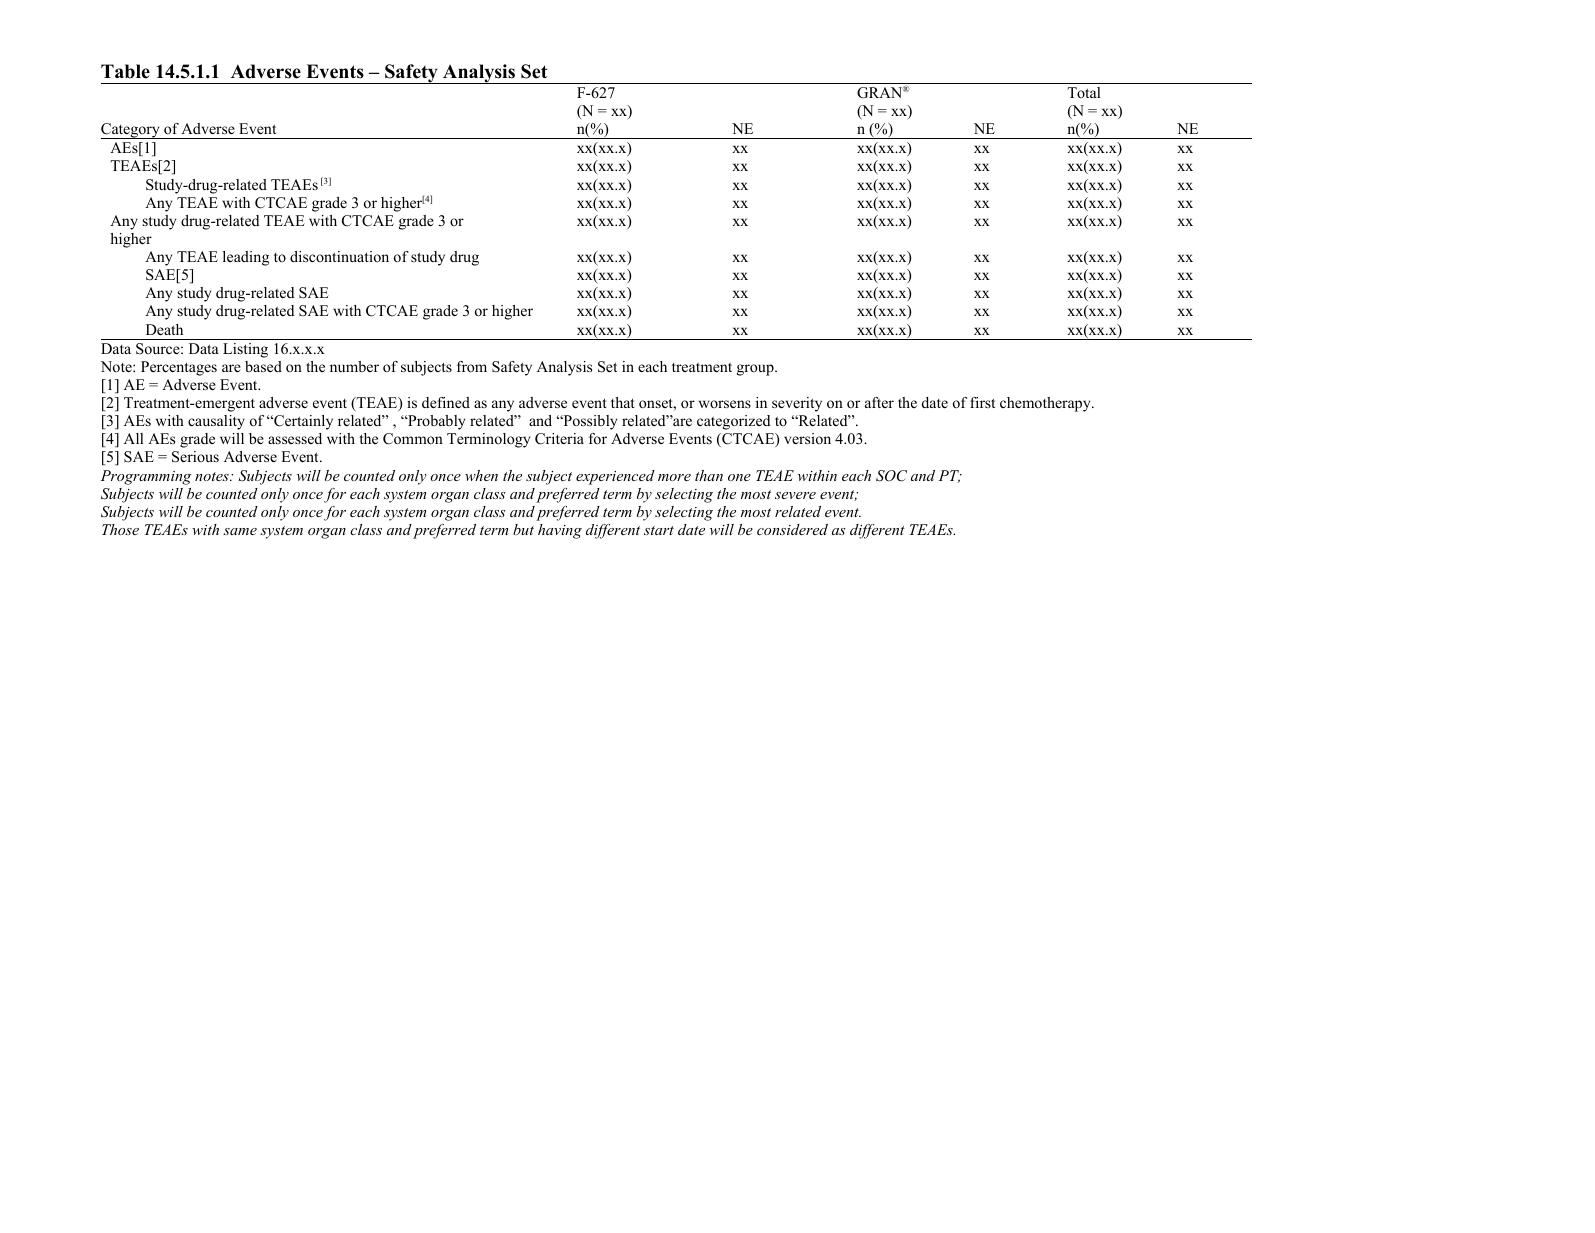 Table 14.5.1.1  Adverse Events – Safety Analysis Set
F-627 GRAN® Total
(N = xx) (N = xx) (N = xx)
Category of Adverse Event n(%) NE n (%) NE n(%) NE
AEs[1] xx(xx.x) xx xx(xx.x) xx xx(xx.x) xx
TEAEs[2] xx(xx.x) xx xx(xx.x) xx xx(xx.x) xx
Study-drug-related TEAEs [3] xx(xx.x) xx xx(xx.x) xx xx(xx.x) xx
Any TEAE with CTCAE grade 3 or higher[4] xx(xx.x) xx xx(xx.x) xx xx(xx.x) xx
Any study drug-related TEAE with CTCAE grade 3 or xx(xx.x) xx xx(xx.x) xx xx(xx.x) xx
higher
Any TEAE leading to discontinuation of study drug xx(xx.x) xx xx(xx.x) xx xx(xx.x) xx
SAE[5] xx(xx.x) xx xx(xx.x) xx xx(xx.x) xx
Any study drug-related SAE xx(xx.x) xx xx(xx.x) xx xx(xx.x) xx
Any study drug-related SAE with CTCAE grade 3 or higher xx(xx.x) xx xx(xx.x) xx xx(xx.x) xx
Death xx(xx.x) xx xx(xx.x) xx xx(xx.x) xx
Data Source: Data Listing 16.x.x.x
Note: Percentages are based on the number of subjects from Safety Analysis Set in each treatment group.
[1] AE = Adverse Event.
[2] Treatment-emergent adverse event (TEAE) is defined as any adverse event that onset, or worsens in severity on or after the date of first chemotherapy.
[3] AEs with causality of “Certainly related” , “Probably related”  and “Possibly related”are categorized to “Related”.
[4] All AEs grade will be assessed with the Common Terminology Criteria for Adverse Events (CTCAE) version 4.03.
[5] SAE = Serious Adverse Event.
Programming notes: Subjects will be counted only once when the subject experienced more than one TEAE within each SOC and PT;
Subjects will be counted only once for each system organ class and preferred term by selecting the most severe event;
Subjects will be counted only once for each system organ class and preferred term by selecting the most related event.
Those TEAEs with same system organ class and preferred term but having different start date will be considered as different TEAEs.